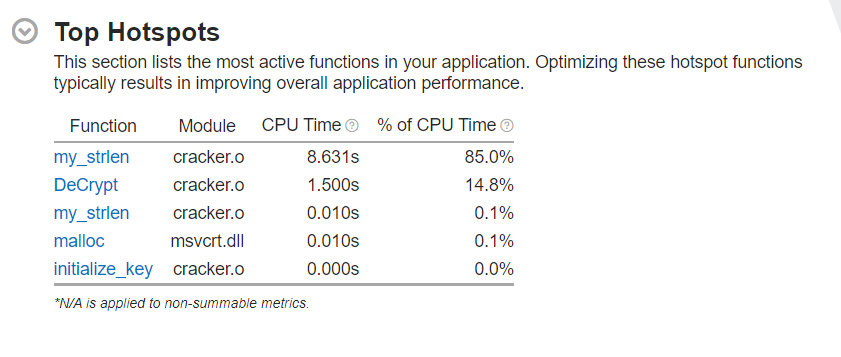 Top Hotspots
This section lists the most active functions in your application. Optimizing these hotspot functions
typically results in improving overall application performance.
Function Module CPU Time ? % of CPU Time ?
my_strlen cracker.o 8.631s 85.0%
DeCrypt cracker.o 1.500s 14.8%
my_strlen cracker.o 0.010s 0.1%
malloc msvcrt.dll 0.010s 0.1%
initialize_key cracker.o 0.000s 0.0%
*N/A is applied to non-summable metrics.